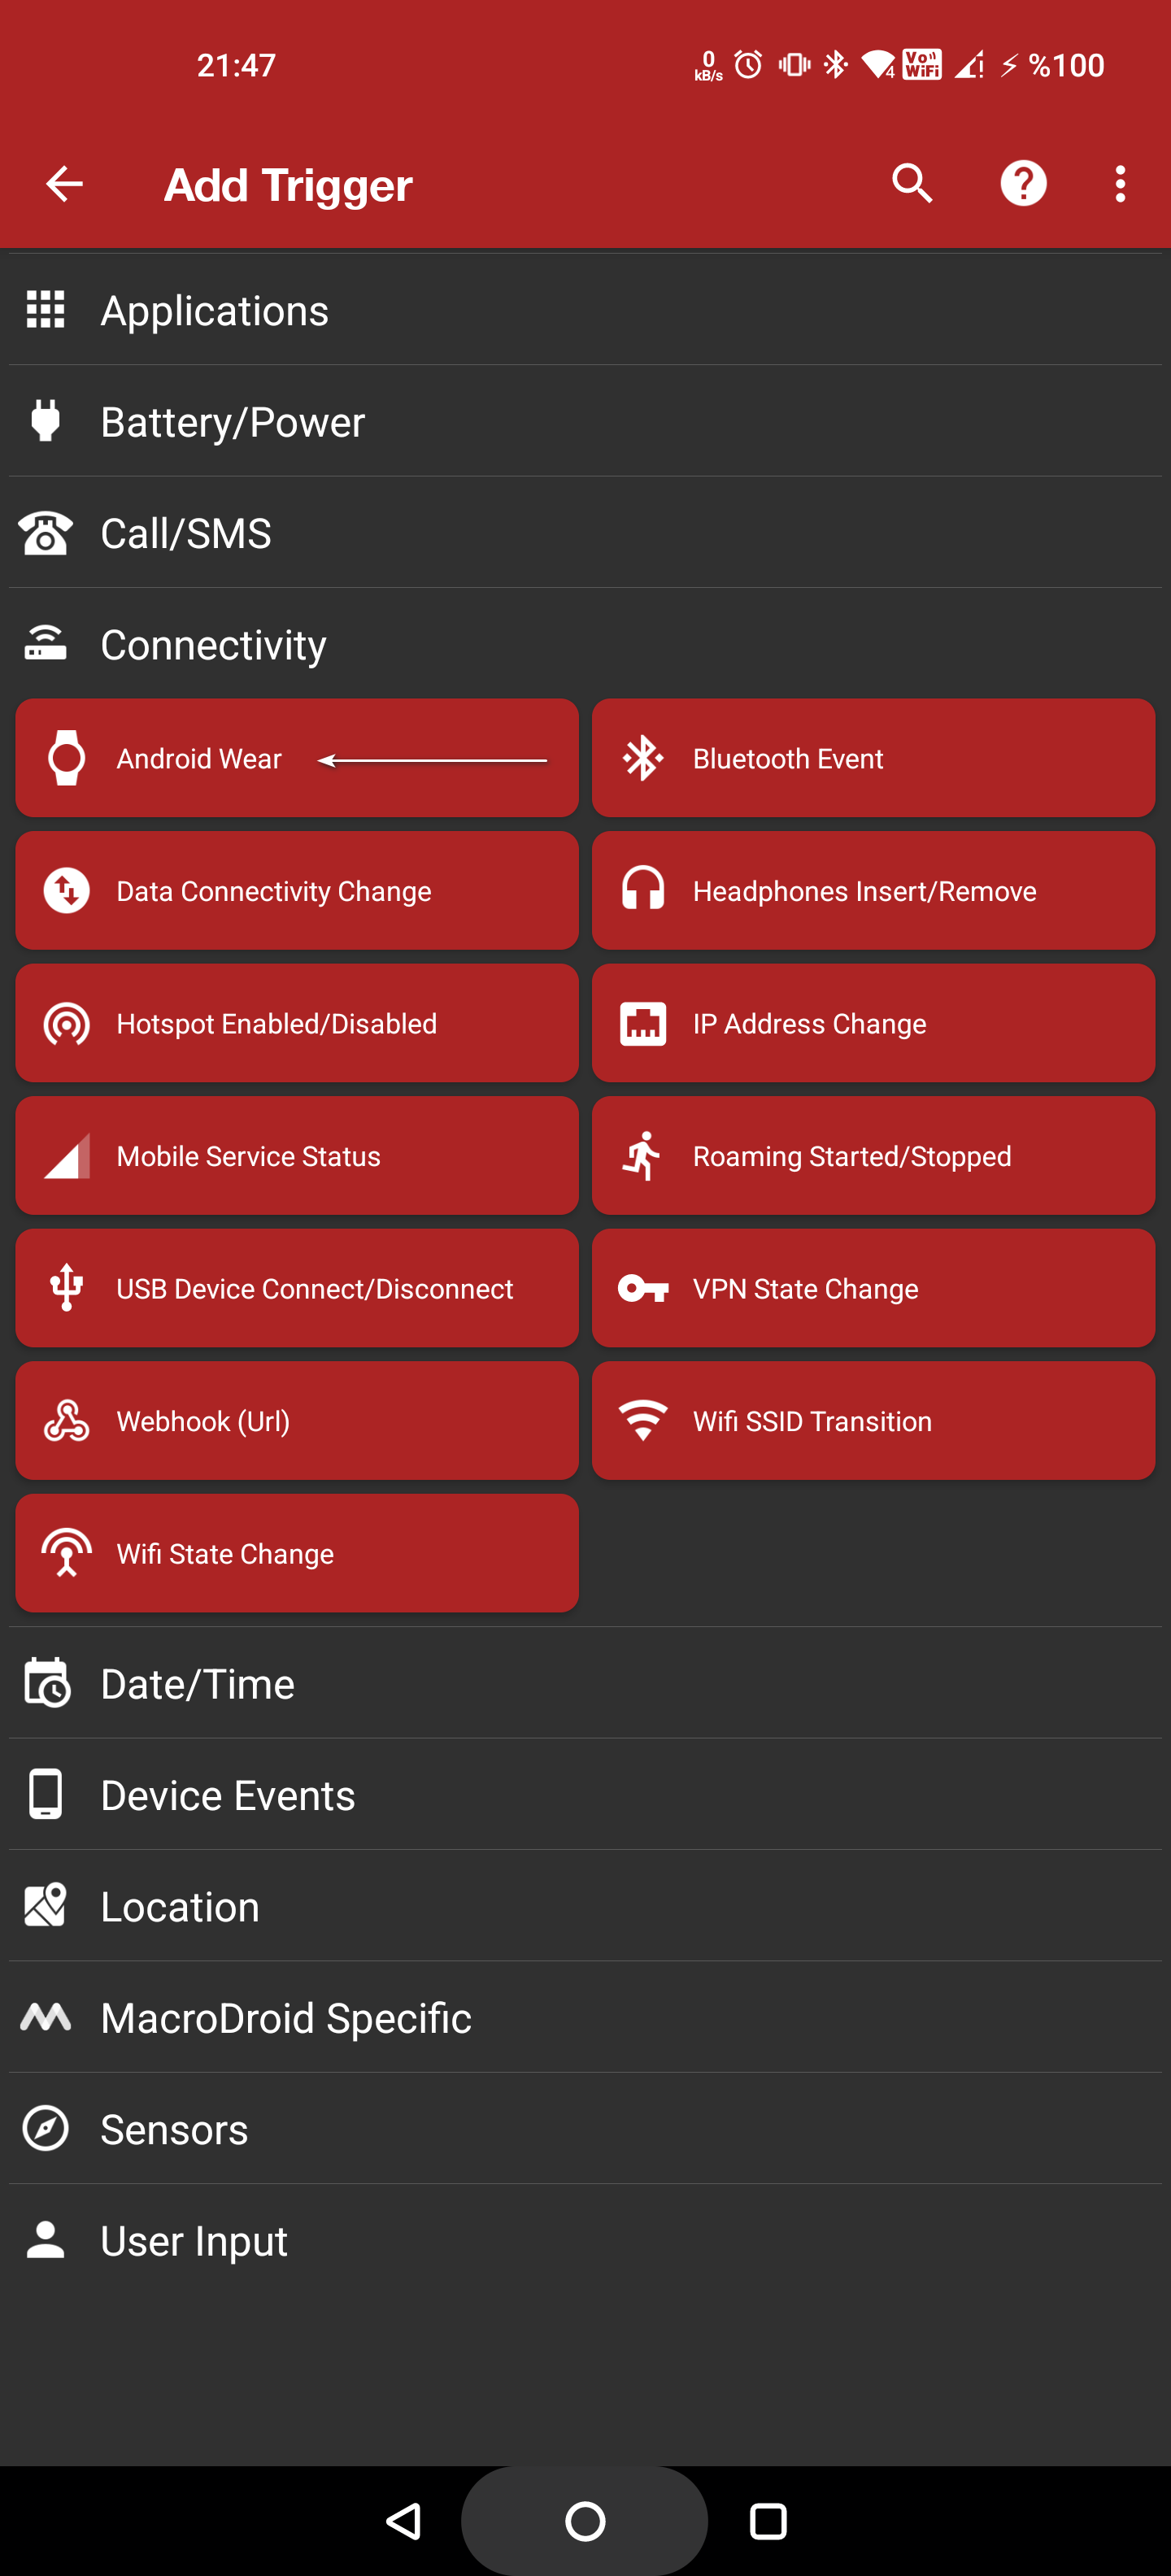 21:47
0
kB/s
4
Vo))
WiFi
%100
Add Trigger
Applications
Battery/Power
Call/SMS
Connectivity
Android Wear
Bluetooth Event
Data Connectivity Change
Headphones Insert/Remove
Hotspot Enabled/Disabled
IP Address Change
Mobile Service Status
Roaming Started/Stopped
USB Device Connect/Disconnect
VPN State Change
Webhook (Url)
Wifi SSID Transition
Wifi State Change
Date/Time
Device Events
Location
MacroDroid Specific
Sensors
User Input